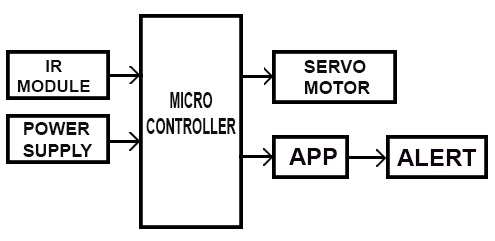 IR
MODULE
POWER
SUPPLY
MICRO
CONTROLLER
SERVO
MOTOR
APP
ALERT